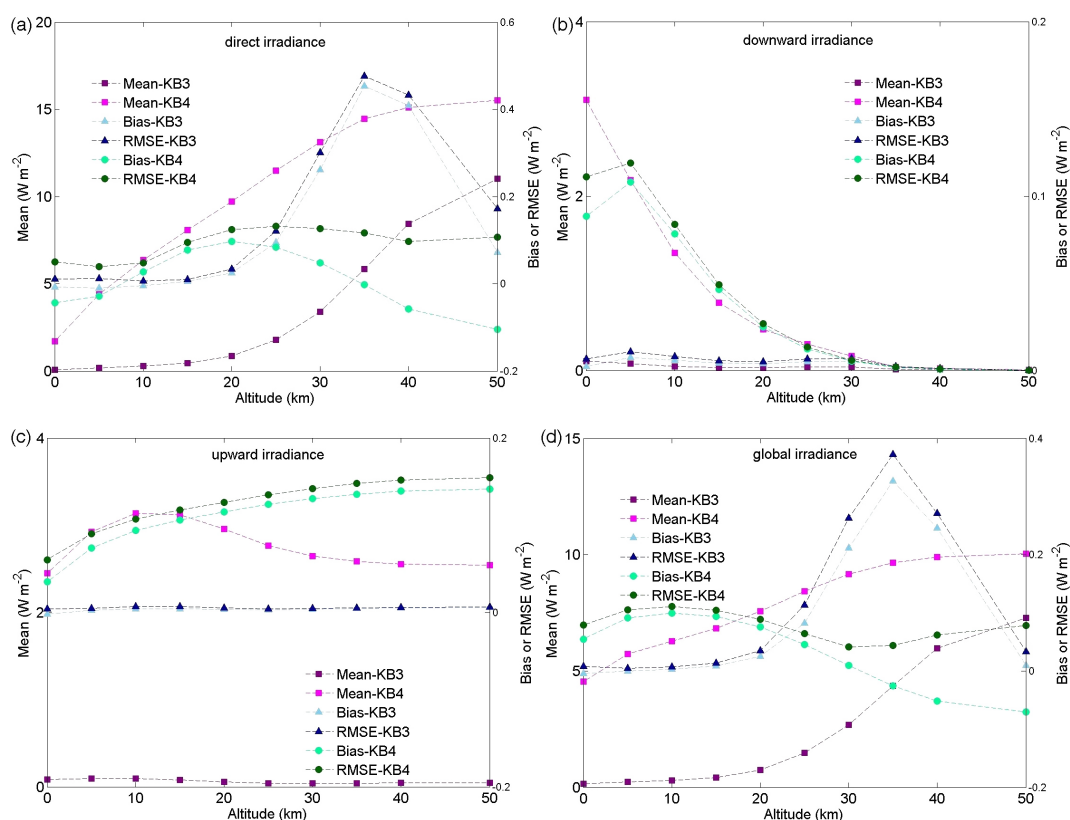 (a)
direct irradiance
20
15
10
5
0
0.6
0.4
0.2
0
-0.2
Mean (W m-2)
Bias or RMSE (W m-2)
Mean-KB3
Mean-KB4
Bias-KB3
RMSE-KB3
Bias-KB4
RMSE-KB4
0 10 20 30 40 50
Altitude (km)
(b)
downward irradiance
4
2
0
0.2
0.1
0
Mean (W m-2)
Bias or RMSE (W m-2)
Mean-KB3
Mean-KB4
Bias-KB3
RMSE-KB3
Bias-KB4
RMSE-KB4
0 10 20 30 40 50
Altitude (km)
(c)
upward irradiance
4
2
0
0.2
0
-0.2
Mean (W m-2)
Bias or RMSE (W m-2)
Mean-KB3
Mean-KB4
Bias-KB3
RMSE-KB3
Bias-KB4
RMSE-KB4
0 10 20 30 40 50
Altitude (km)
(d)
global irradiance
15
10
5
0
0.4
0.2
0
-0.2
Mean (W m-2)
Bias or RMSE (W m-2)
Mean-KB3
Mean-KB4
Bias-KB3
RMSE-KB3
Bias-KB4
RMSE-KB4
0 10 20 30 40 50
Altitude (km)